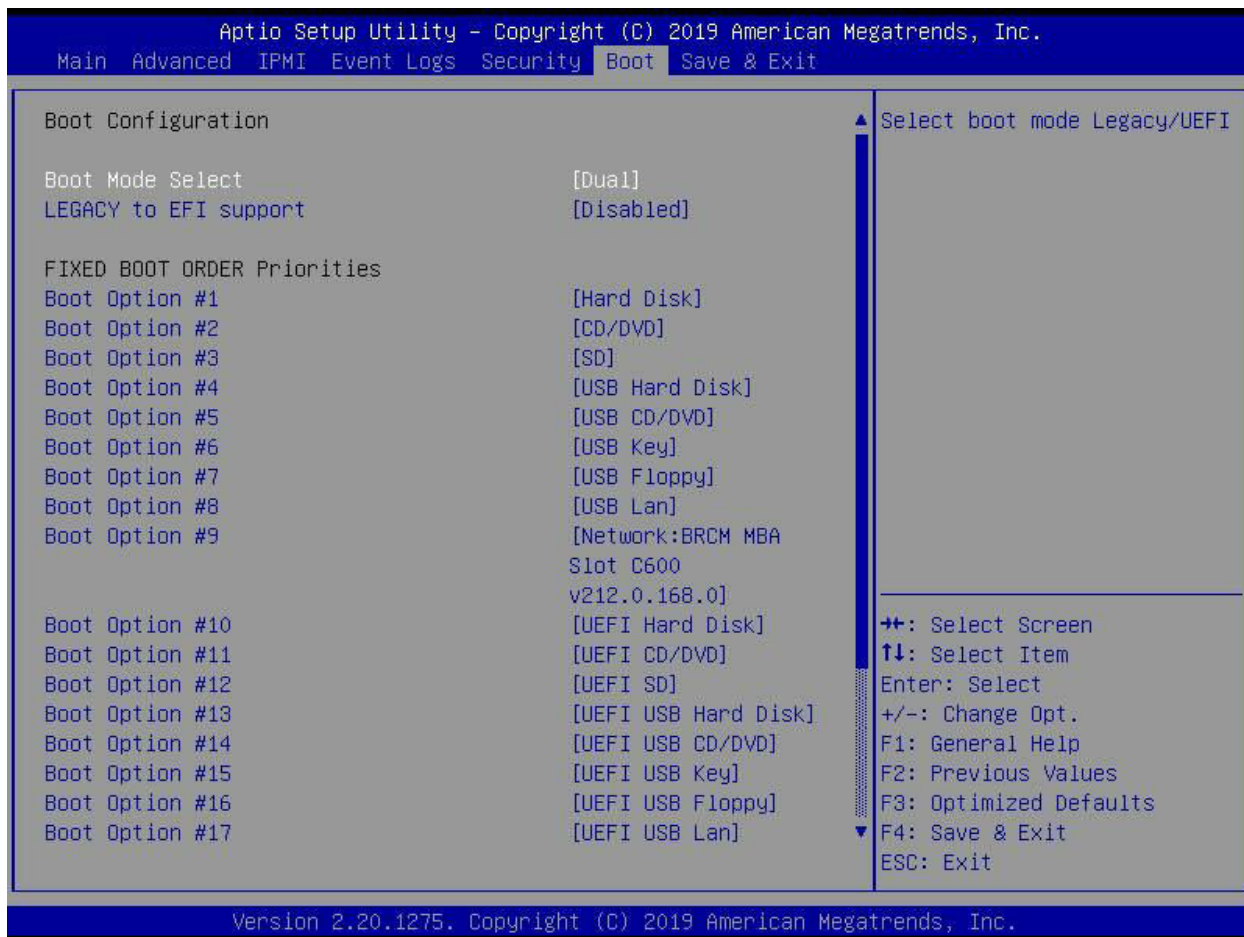 Aptio Setup Utility – Copyright (C) 2019 American Megatrends, Inc.
Main Advanced IPMI Event Logs Security Boot Save & Exit
Boot Configuration
Select boot mode Legacy/UEFI
Boot Mode Select [Dual]
LEGACY to EFI support [Disabled]
FIXED BOOT ORDER Priorities
Boot Option #1 [Hard Disk]
Boot Option #2 [CD/DVD]
Boot Option #3 [SD]
Boot Option #4 [USB Hard Disk]
Boot Option #5 [USB CD/DVD]
Boot Option #6 [USB Key]
Boot Option #7 [USB Floppy]
Boot Option #8 [USB Lan]
Boot Option #9 [Network:BRCM MBA
Slot C600
v212.0.168.0]
Boot Option #10 [UEFI Hard Disk]
Boot Option #11 [UEFI CD/DVD]
Boot Option #12 [UEFI SD]
Boot Option #13 [UEFI USB Hard Disk]
Boot Option #14 [UEFI USB CD/DVD]
Boot Option #15 [UEFI USB Key]
Boot Option #16 [UEFI USB Floppy]
Boot Option #17 [UEFI USB Lan]
→←: Select Screen
↑↓: Select Item
Enter: Select
+/-: Change Opt.
F1: General Help
F2: Previous Values
F3: Optimized Defaults
F4: Save & Exit
ESC: Exit
Version 2.20.1275. Copyright (C) 2019 American Megatrends, Inc.